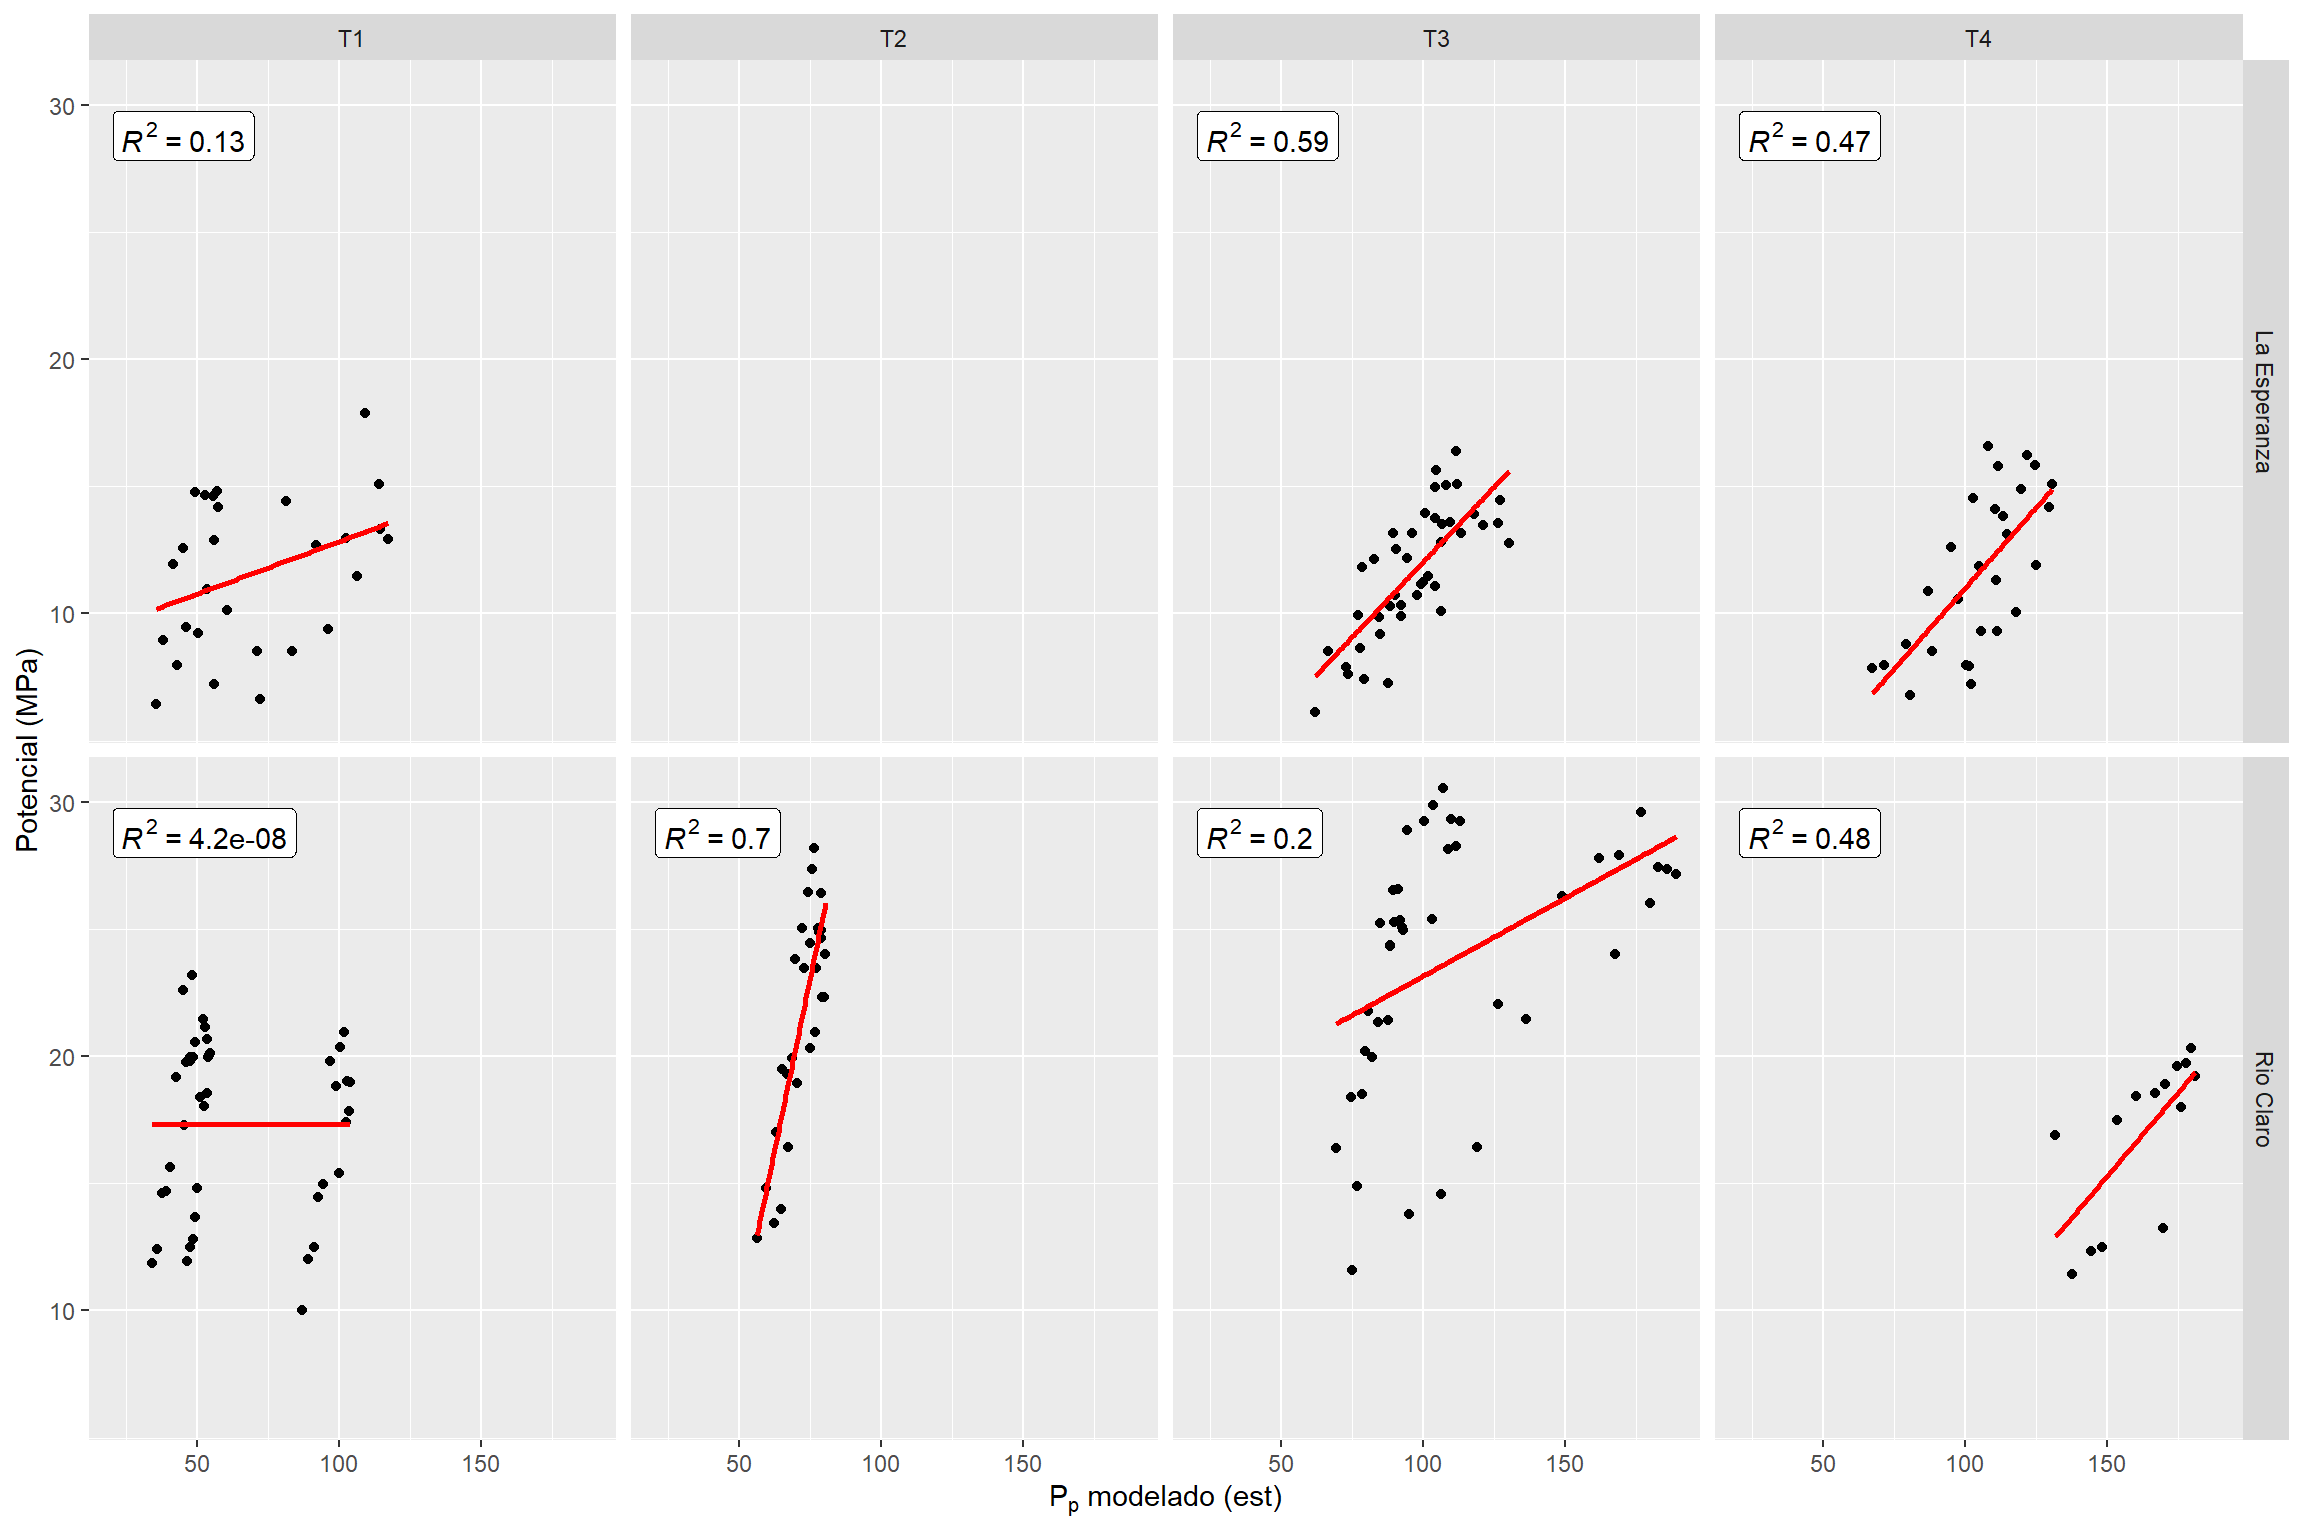 T1 T2 T3 T4
30
R² = 0.13
R² = 0.59
R² = 0.47
20
10
La Esperanza
30
R² = 4.2e-08
R² = 0.7
R² = 0.2
R² = 0.48
20
10
Rio Claro
Potencial (MPa)
50 100 150 50 100 150 50 100 150 50 100 150
Pₚ modelado (est)